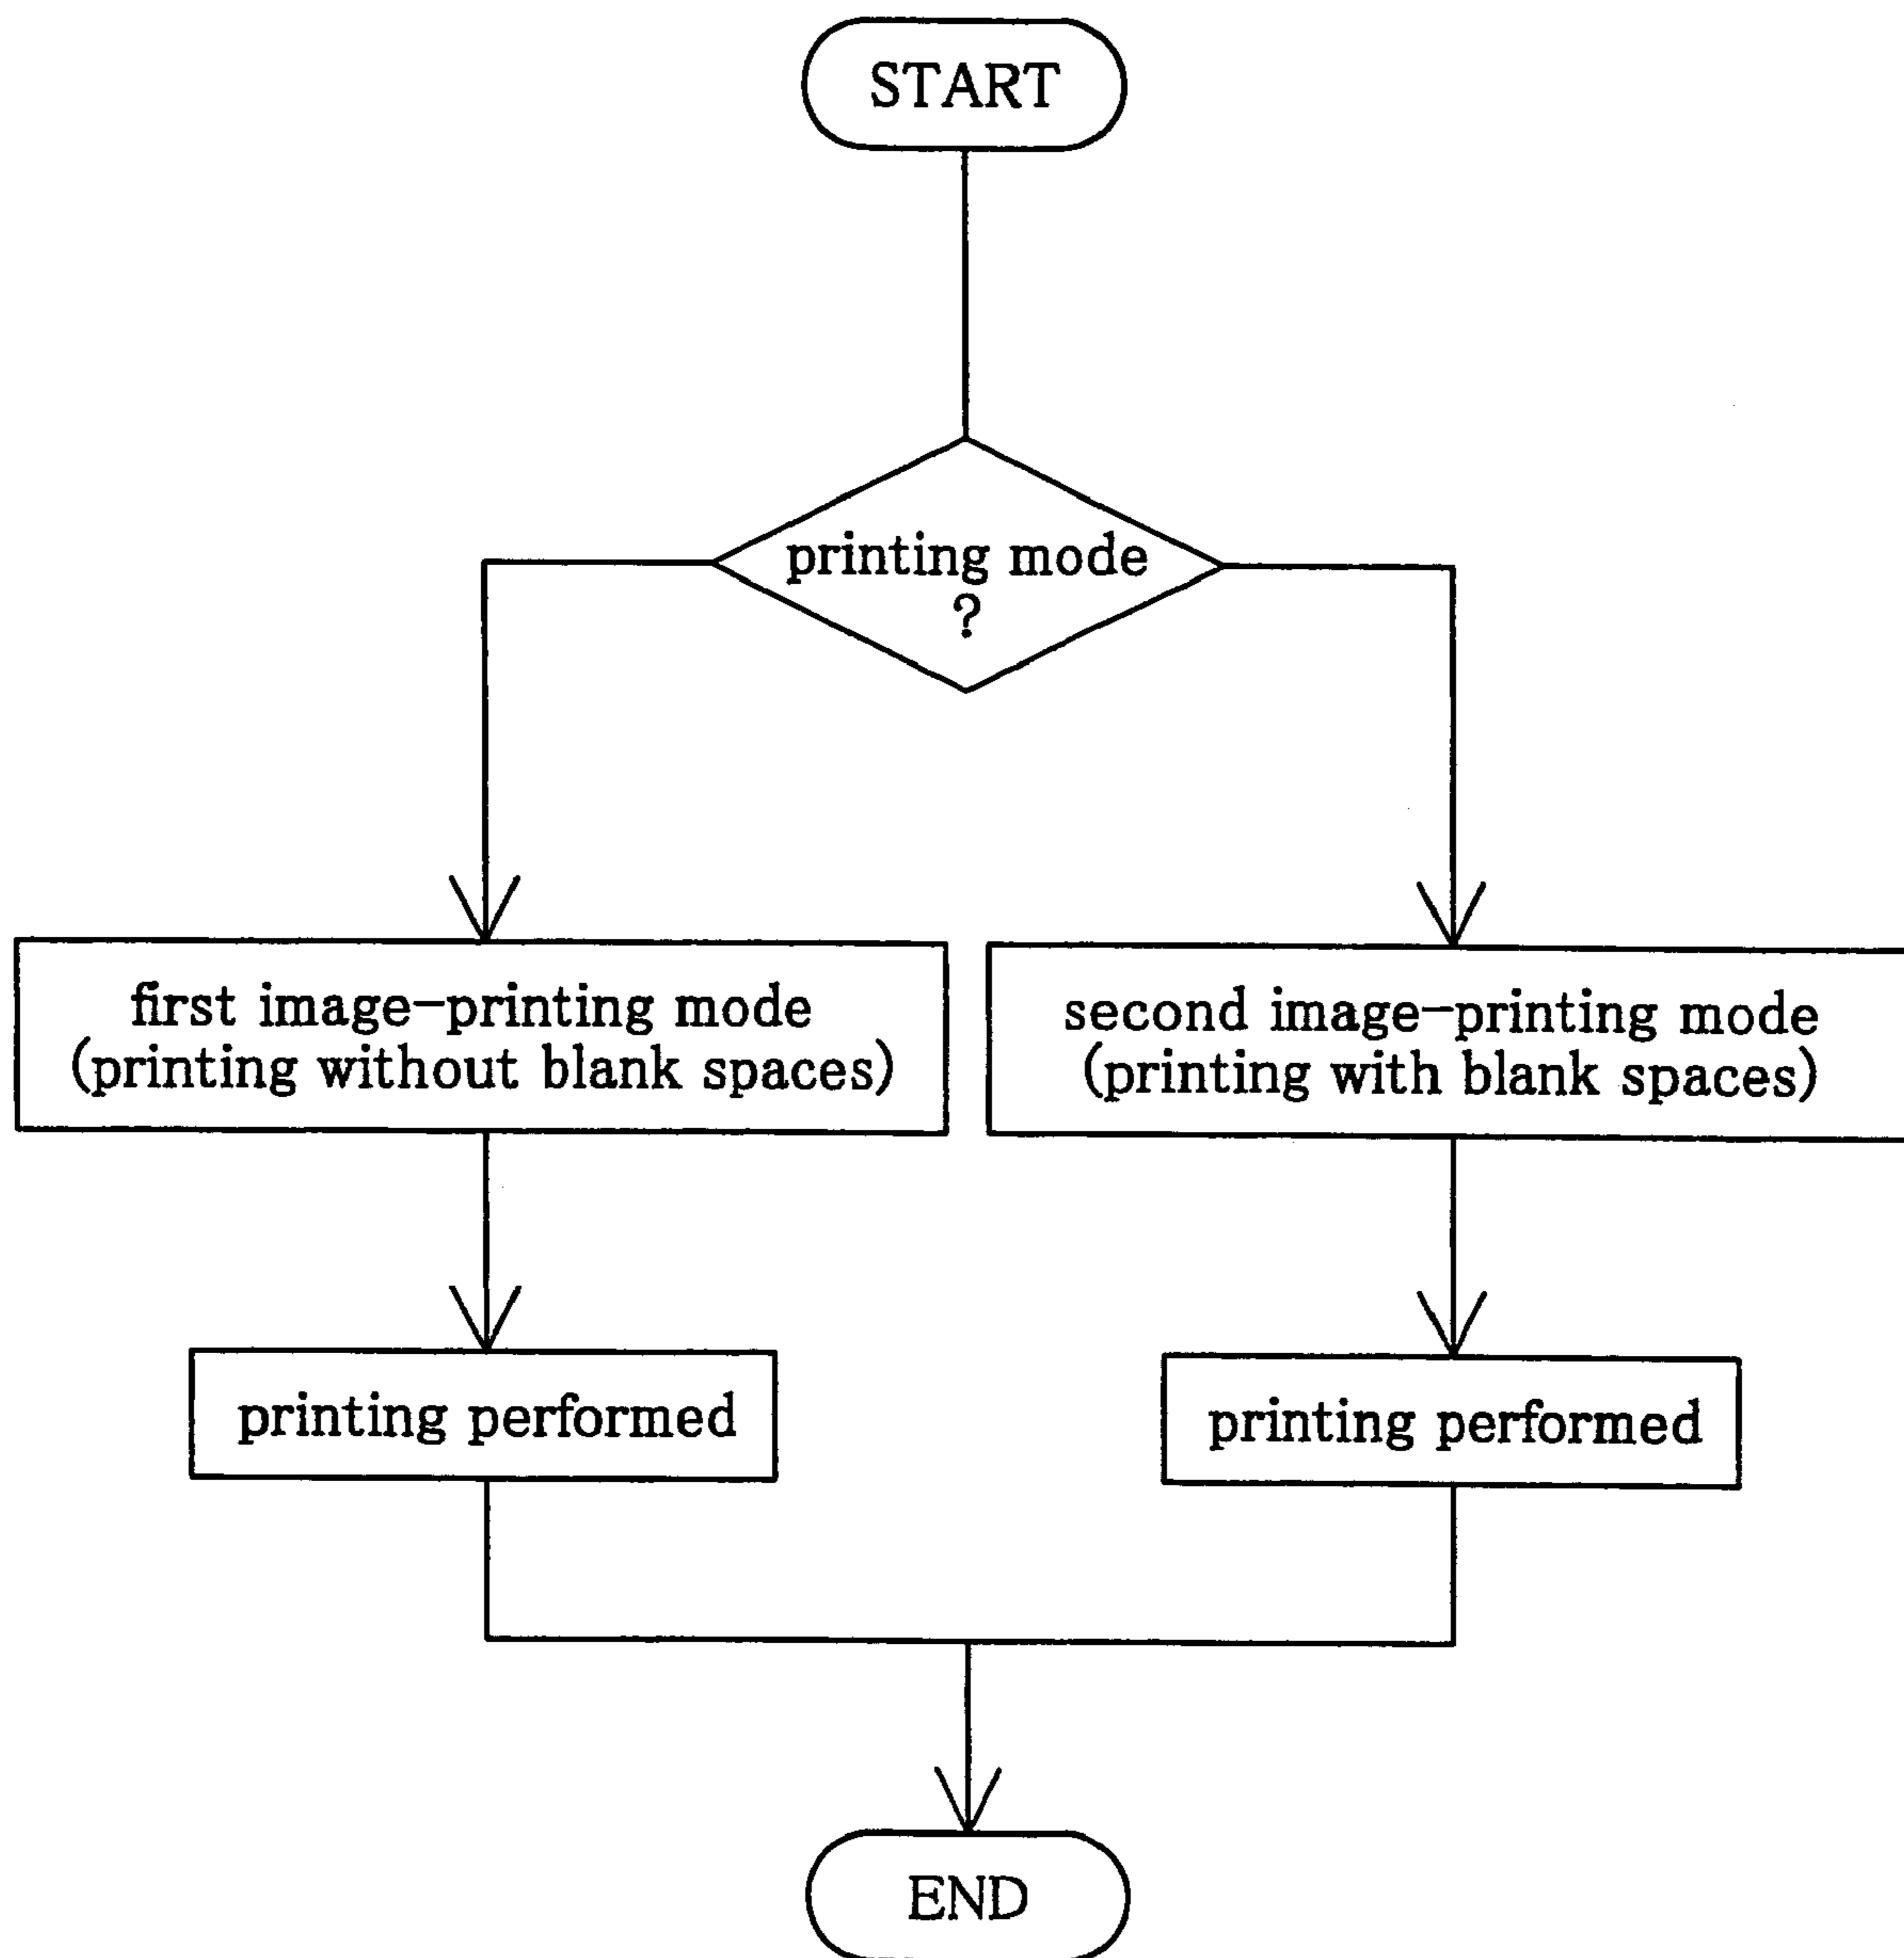 START
printing mode
?
first image-printing mode
(printing without blank spaces)
second image-printing mode
(printing with blank spaces)
printing performed
printing performed
END